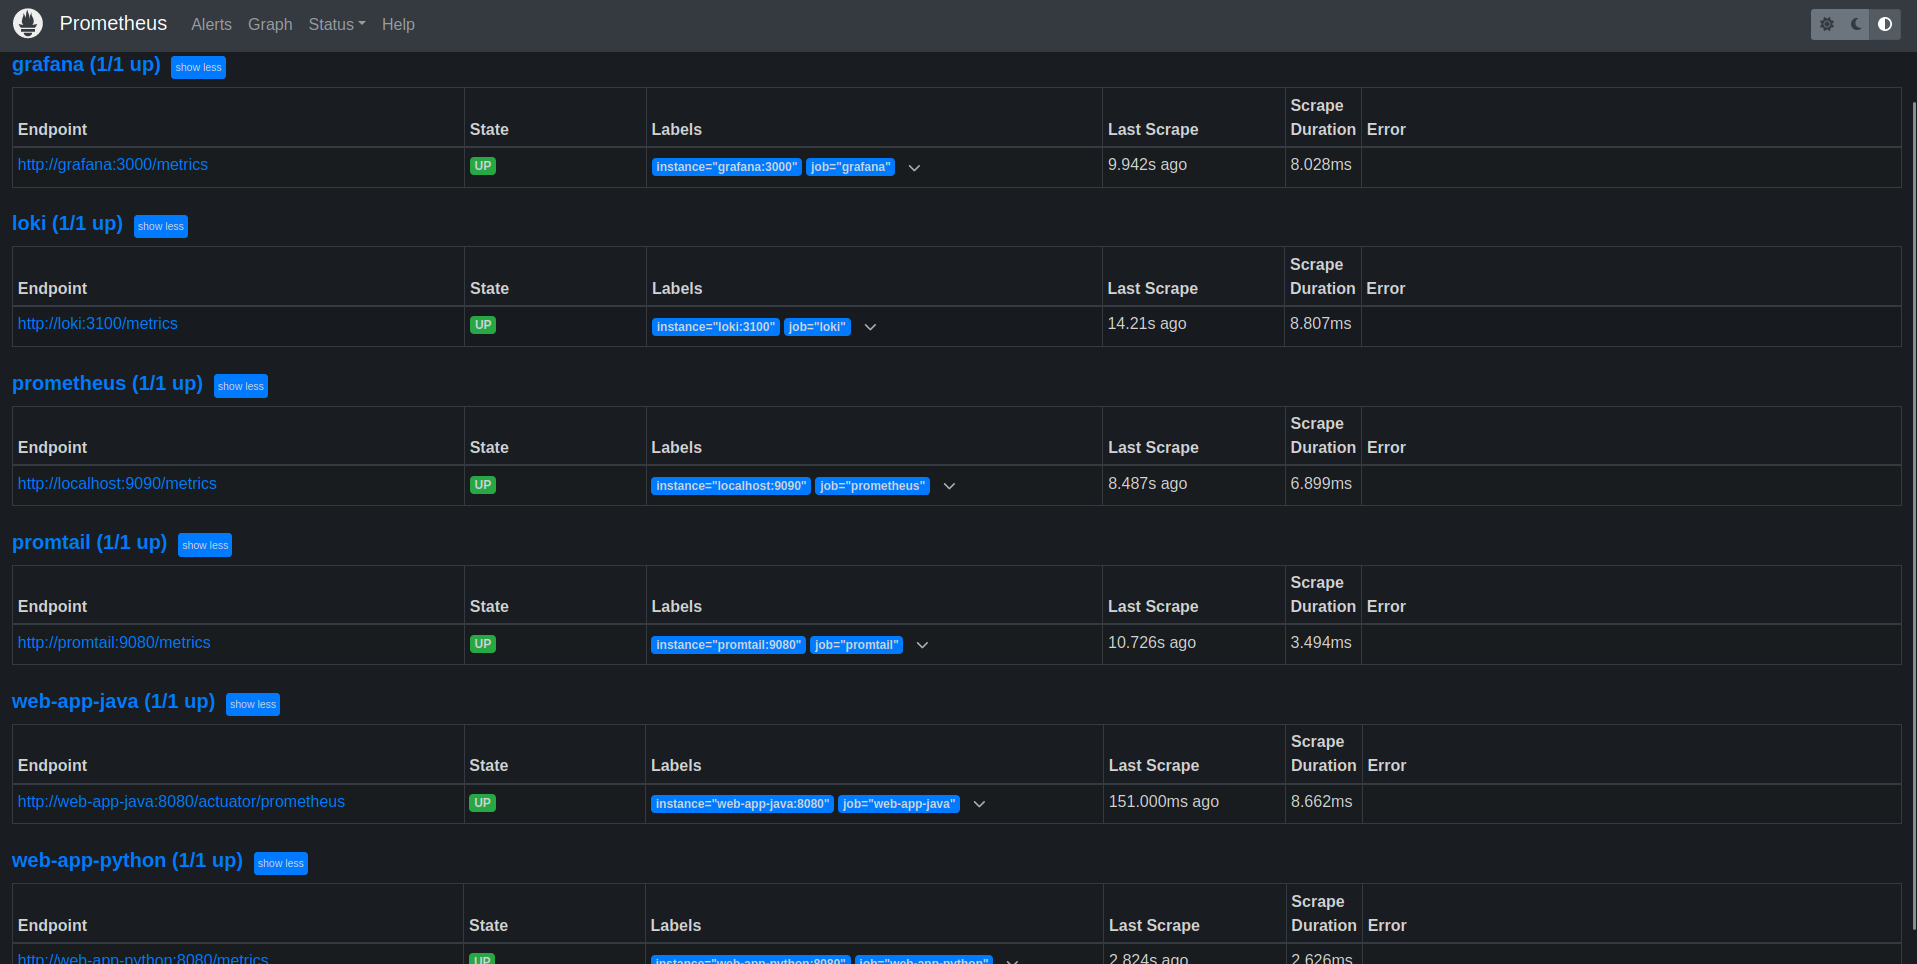 Prometheus Alerts Graph Status Help
grafana (1/1 up) show less
Endpoint State Labels Last Scrape Scrape Duration Error
http://grafana:3000/metrics UP instance="grafana:3000" job="grafana" 9.942s ago 8.028ms
loki (1/1 up) show less
Endpoint State Labels Last Scrape Scrape Duration Error
http://loki:3100/metrics UP instance="loki:3100" job="loki" 14.21s ago 8.807ms
prometheus (1/1 up) show less
Endpoint State Labels Last Scrape Scrape Duration Error
http://localhost:9090/metrics UP instance="localhost:9090" job="prometheus" 8.487s ago 6.899ms
promtail (1/1 up) show less
Endpoint State Labels Last Scrape Scrape Duration Error
http://promtail:9080/metrics UP instance="promtail:9080" job="promtail" 10.726s ago 3.494ms
web-app-java (1/1 up) show less
Endpoint State Labels Last Scrape Scrape Duration Error
http://web-app-java:8080/actuator/prometheus UP instance="web-app-java:8080" job="web-app-java" 151.000ms ago 8.662ms
web-app-python (1/1 up) show less
Endpoint State Labels Last Scrape Scrape Duration Error
http://web-app-python:8080/metrics UP instance="web-app-python:8080" job="web-app-python" 2.824s ago 2.626ms